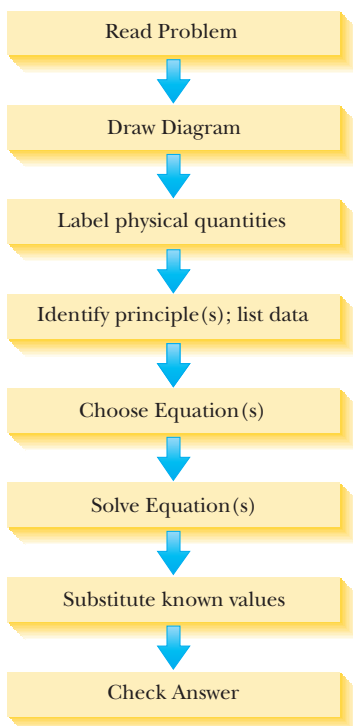 Read Problem
Draw Diagram
Label physical quantities
Identify principle(s); list data
Choose Equation(s)
Solve Equation(s)
Substitute known values
Check Answer